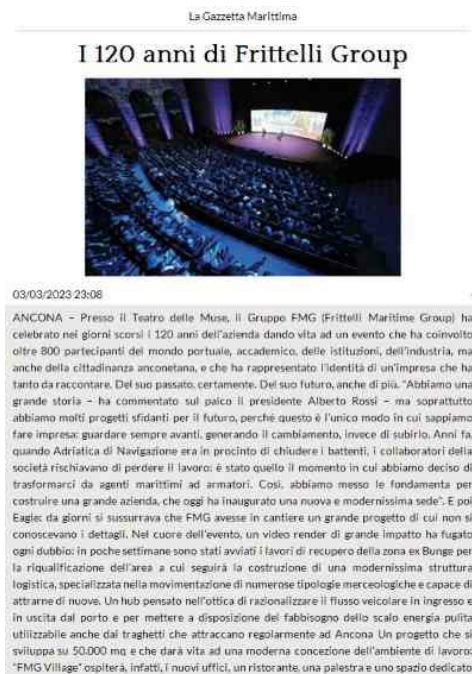 La Gazzetta Marittima
I 120 anni di Frittelli Group
03/03/2023 23:08
ANCONA – Presso il Teatro delle Muse, il Gruppo FMG (Frittelli Maritime Group) ha
celebrato nei giorni scorsi i 120 anni dell'azienda dando vita ad un evento che ha coinvolto
oltre 800 partecipanti del mondo portuale, accademico, delle istituzioni, dell'industria, ma
anche della cittadinanza anconetana, e che ha rappresentato l'identità di un'impresa che ha
tanto da raccontare. Del suo passato, certamente. Del suo futuro, anche di più. "Abbiamo una
grande storia – ha commentato sul palco il presidente Alberto Rossi – ma soprattutto
abbiamo molti progetti sfidanti per il futuro, perché questo è l'unico modo in cui sappiamo
fare impresa: guardare sempre avanti, generando il cambiamento, invece di subirlo. Anni fa,
quando Adriatica di Navigazione era in procinto di chiudere i battenti, i collaboratori della
società rischiavano di perdere il lavoro: è stato quello il momento in cui abbiamo deciso di
trasformarci da agenti marittimi ad armatori. Così, abbiamo messo le fondamenta per
costruire una grande azienda, che oggi ha inaugurato una nuova e modernissima sede". E poi
Eagle: da giorni si sussurrava che FMG avesse in cantiere un grande progetto di cui non si
conoscevano i dettagli. Nel cuore dell'evento, un video render di grande impatto ha fugato
ogni dubbio: in poche settimane sono stati avviati i lavori di recupero della zona ex Bunge per
la riqualificazione dell'area a cui seguirà la costruzione di una modernissima struttura
logistica, specializzata nella movimentazione di numerose tipologie merceologiche e capace di
attrarne di nuove. Un hub pensato nell'ottica di razionalizzare il flusso veicolare in ingresso e
in uscita dal porto e per mettere a disposizione del fabbisogno dello scalo energia pulita
utilizzabile anche dai traghetti che attraccano regolarmente ad Ancona Un progetto che si
sviluppa su 50.000 mq e che darà vita ad una moderna concezione dell'ambiente di lavoro:
"FMG Village" ospiterà, infatti, i nuovi uffici, un ristorante, una palestra e uno spazio dedicato